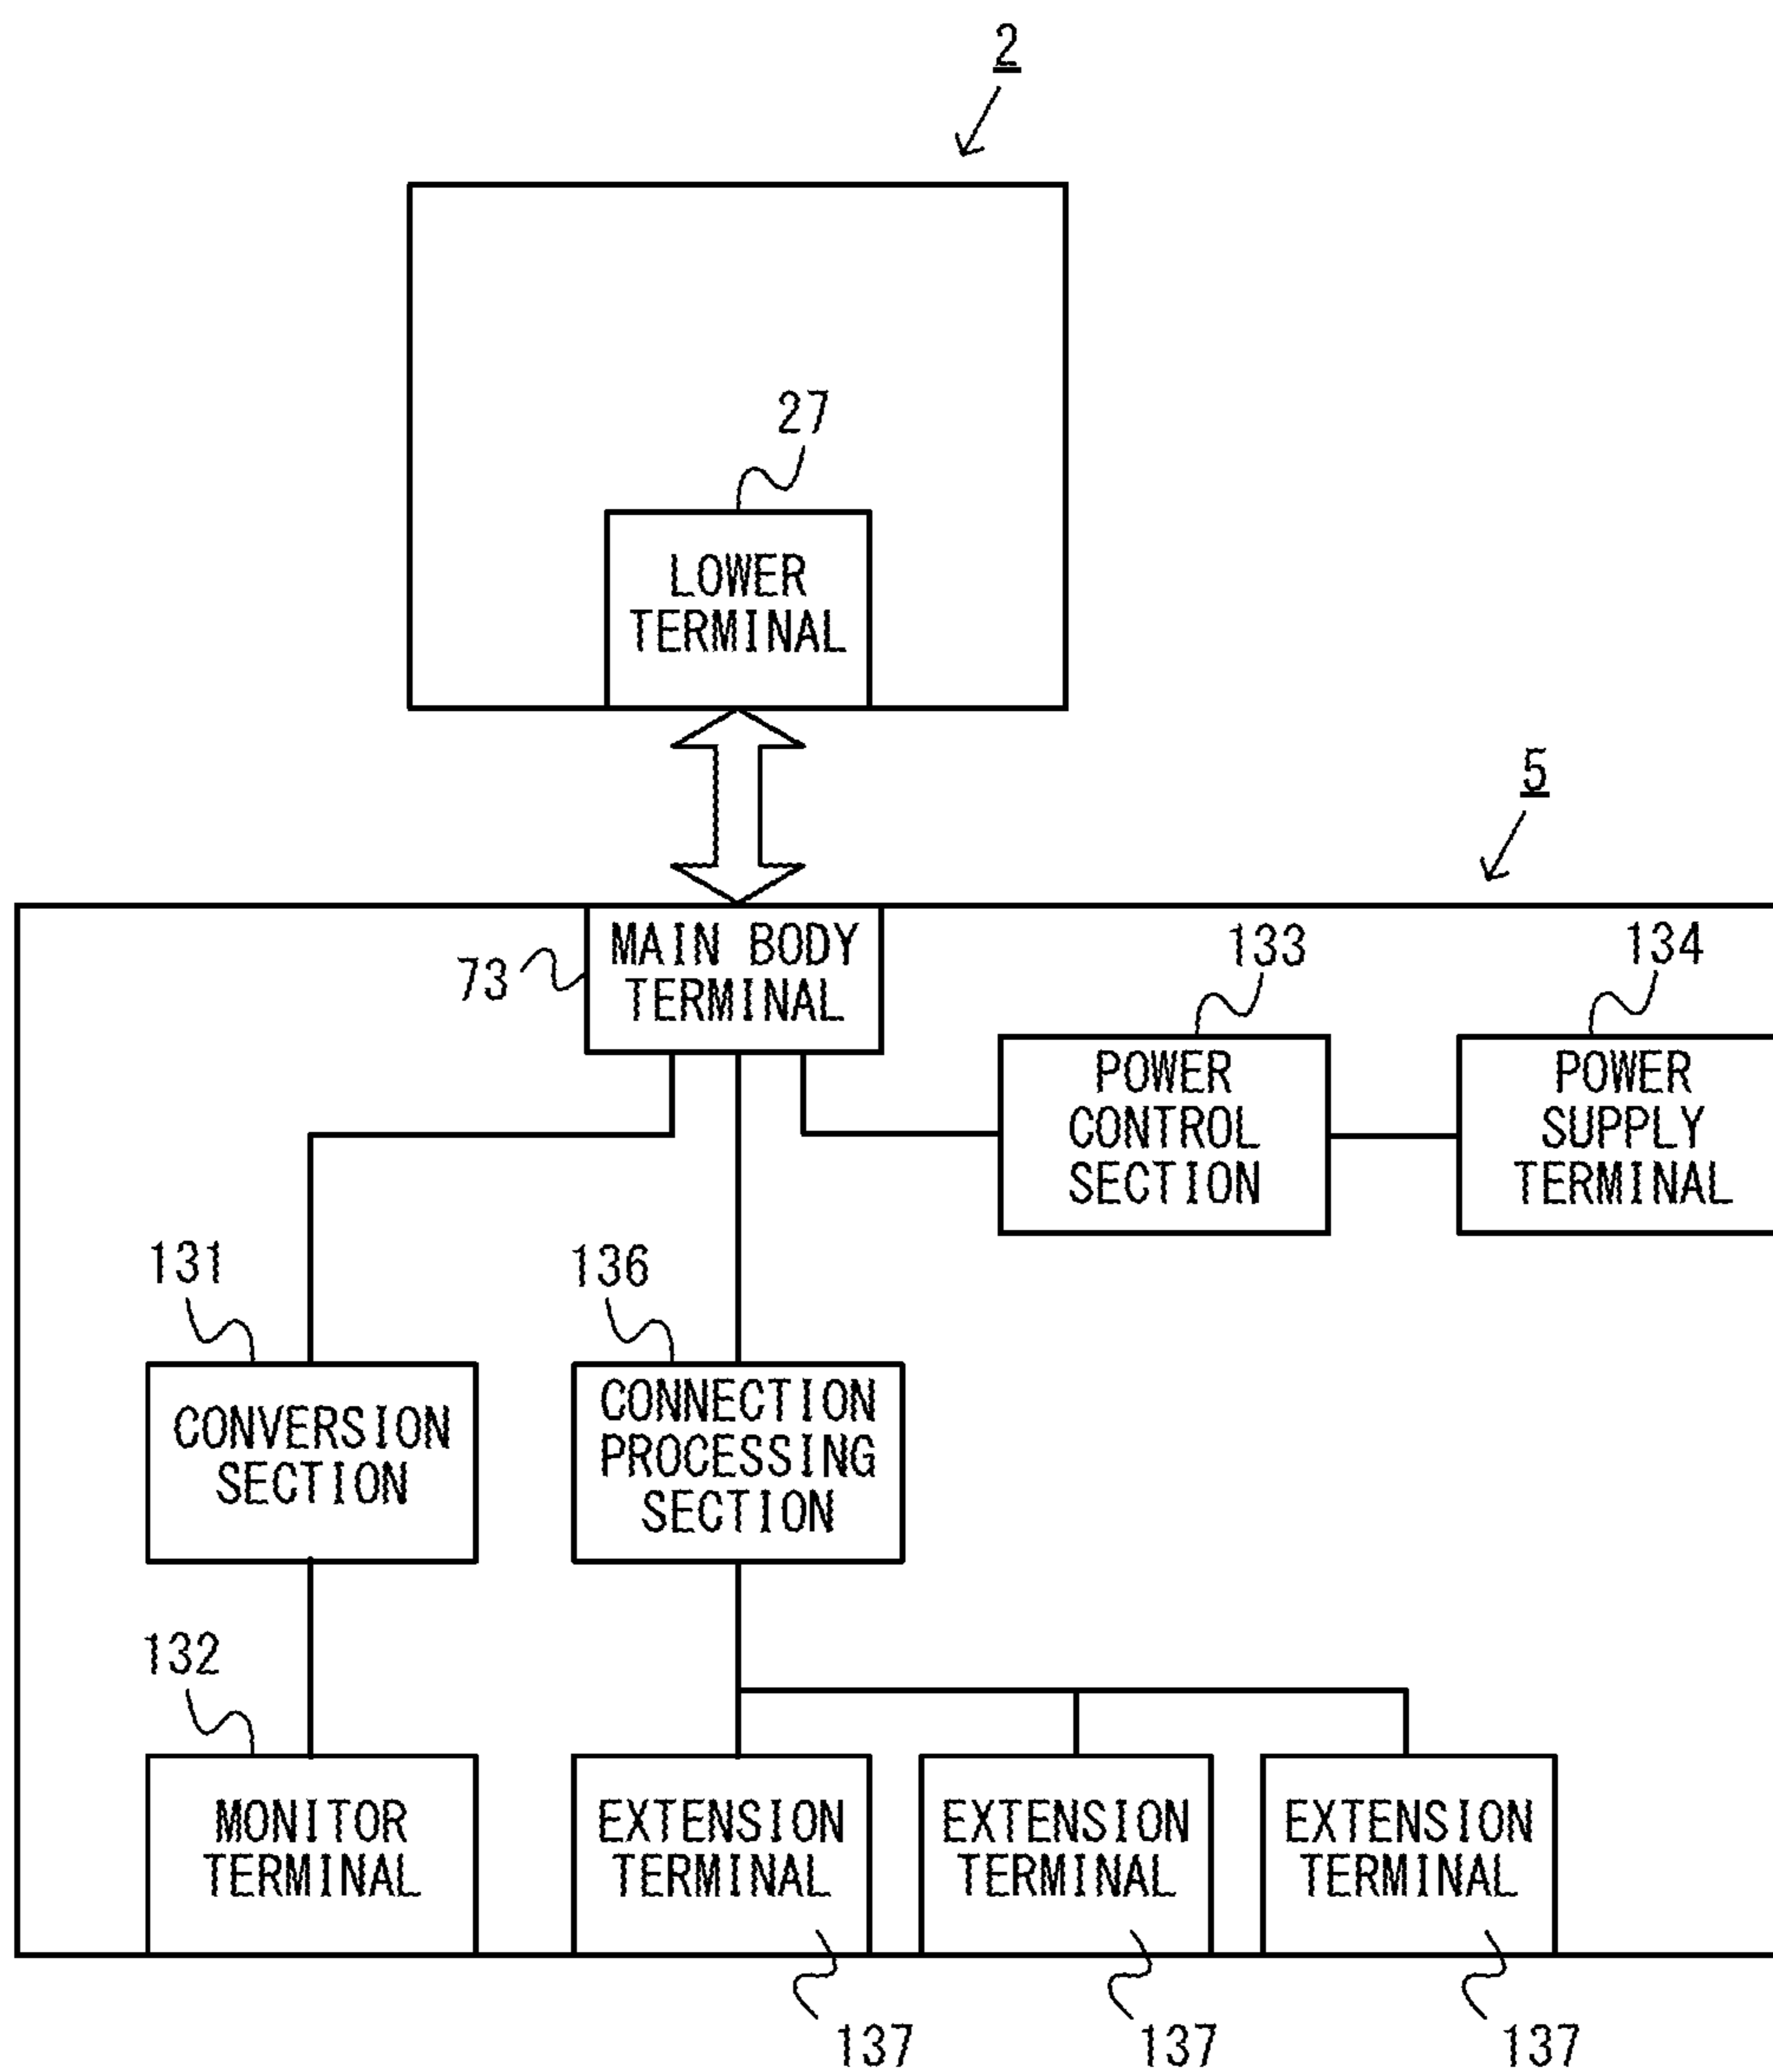 2
27
LOWER
TERMINAL
5
73
MAIN BODY
TERMINAL
133
POWER
CONTROL
SECTION
134
POWER
SUPPLY
TERMINAL
131
CONVERSION
SECTION
136
CONNECTION
PROCESSING
SECTION
132
MONITOR
TERMINAL
EXTENSION
TERMINAL
EXTENSION
TERMINAL
EXTENSION
TERMINAL
137
137
137